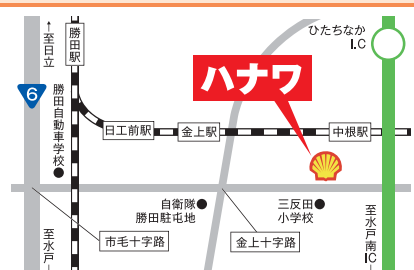 ↑至日立
勝田駅
ひたちなか
I.C
6
ハナワ
勝田自動車学校
日工前駅
金上駅
中根駅
自衛隊
勝田駐屯地
三反田
小学校
市毛十字路
金上十字路
至水戸↓
至水戸南IC↓